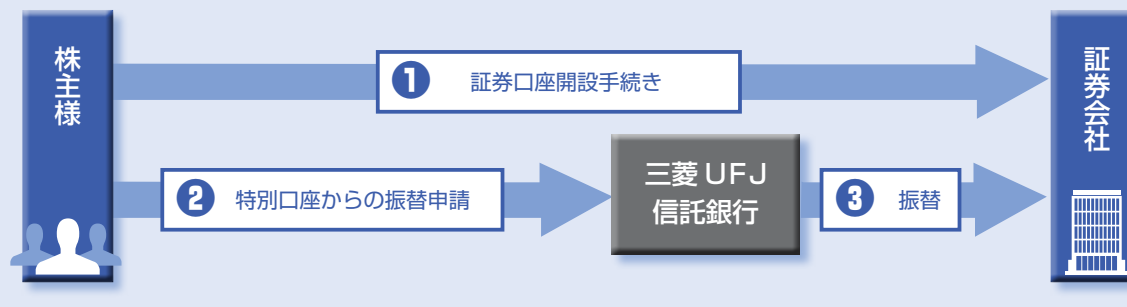 株主様
❶ 証券口座開設手続き
証券会社
❷ 特別口座からの振替申請
三菱UFJ
信託銀行
❸ 振替